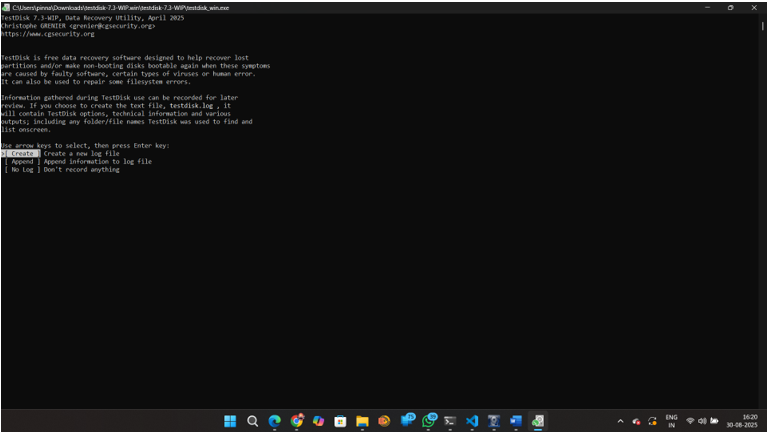 C:\Users\pinna\Downloads\testdisk-7.3-WIP.win\testdisk-7.3-WIP\testdisk_win.exe
TestDisk 7.3-WIP, Data Recovery Utility, April 2025
Christophe GRENIER <grenier@cgsecurity.org>
https://www.cgsecurity.org
TestDisk is free data recovery software designed to help recover lost
partitions and/or make non-booting disks bootable again when these symptoms
are caused by faulty software, certain types of viruses or human error.
It can also be used to repair some filesystem errors.
Information gathered during TestDisk use can be recorded for later
review. If you choose to create the text file, testdisk.log , it
will contain TestDisk options, technical information and various
outputs; including any folder/file names TestDisk was used to find and
list onscreen.
Use arrow keys to select, then press Enter key:
>[ Create ] Create a new log file
[ Append ] Append information to log file
[ No Log ] Don't record anything
ENG
IN
16:20
30-08-2025